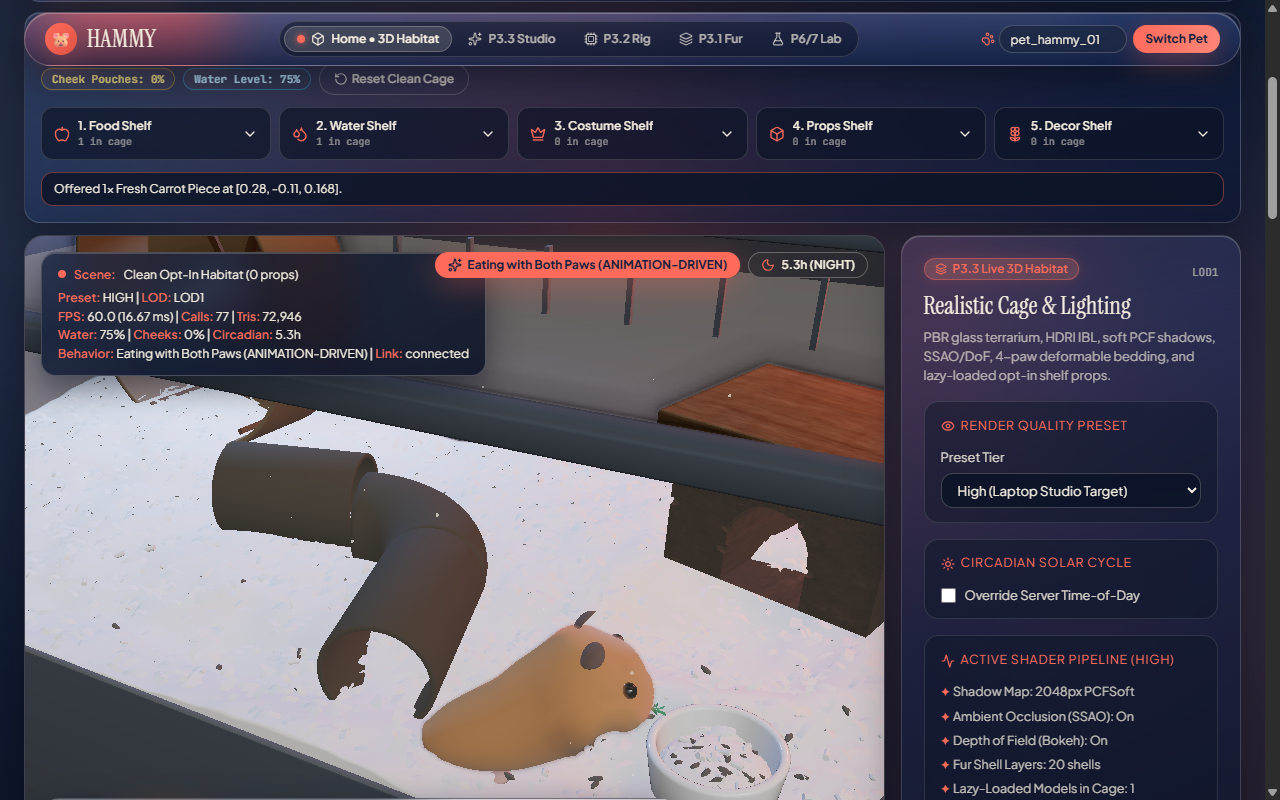 HAMMY
Home • 3D Habitat
P3.3 Studio
P3.2 Rig
P3.1 Fur
P6/7 Lab
pet_hammy_01
Switch Pet
Cheek Pouches: 0%
Water Level: 75%
Reset Clean Cage
1. Food Shelf
1 in cage
2. Water Shelf
1 in cage
3. Costume Shelf
0 in cage
4. Props Shelf
0 in cage
5. Decor Shelf
0 in cage
Offered 1x Fresh Carrot Piece at [0.28, -0.11, 0.168].
Scene: Clean Opt-In Habitat (0 props)
Preset: HIGH | LOD: LOD1
FPS: 60.0 (16.67 ms) | Calls: 77 | Tris: 72,946
Water: 75% | Cheeks: 0% | Circadian: 5.3h
Behavior: Eating with Both Paws (ANIMATION-DRIVEN) | Link: connected
Eating with Both Paws (ANIMATION-DRIVEN)
5.3h (NIGHT)
P3.3 Live 3D Habitat
LOD1
Realistic Cage & Lighting
PBR glass terrarium, HDRI IBL, soft PCF shadows,
SSAO/DoF, 4-paw deformable bedding, and
lazy-loaded opt-in shelf props.
RENDER QUALITY PRESET
Preset Tier
High (Laptop Studio Target)
CIRCADIAN SOLAR CYCLE
Override Server Time-of-Day
ACTIVE SHADER PIPELINE (HIGH)
✦ Shadow Map: 2048px PCFSoft
✦ Ambient Occlusion (SSAO): On
✦ Depth of Field (Bokeh): On
✦ Fur Shell Layers: 20 shells
✦ Lazy-Loaded Models in Cage: 1